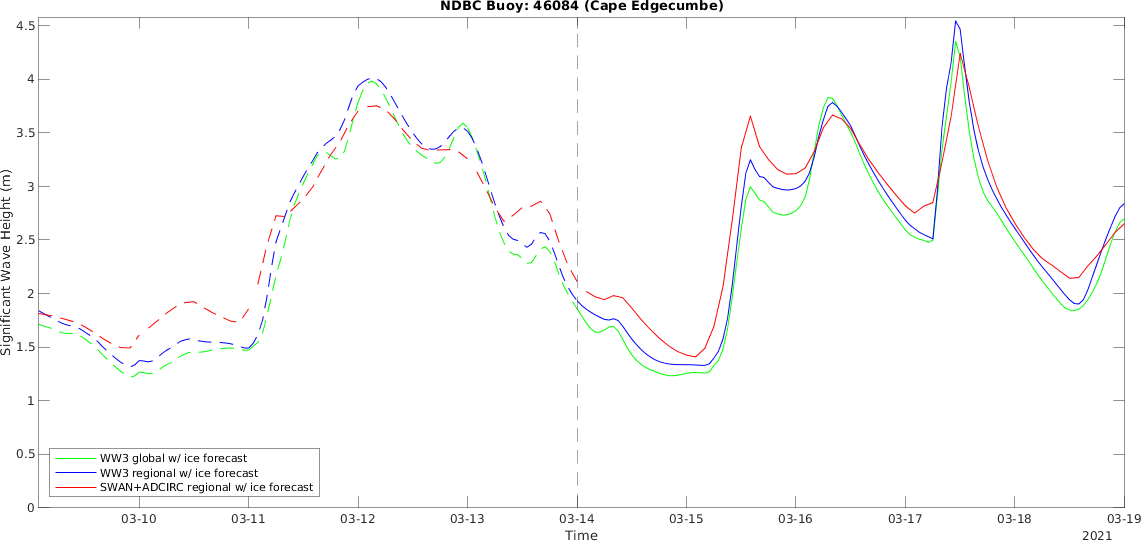 NDBC Buoy: 46084 (Cape Edgecumbe)
4.5
4
3.5
3
2.5
2
1.5
1
0.5
0
Significant Wave Height (m)
WW3 global w/ ice forecast
WW3 regional w/ ice forecast
SWAN+ADCIRC regional w/ ice forecast
03-10 03-11 03-12 03-13 03-14 03-15 03-16 03-17 03-18 03-19
Time
2021